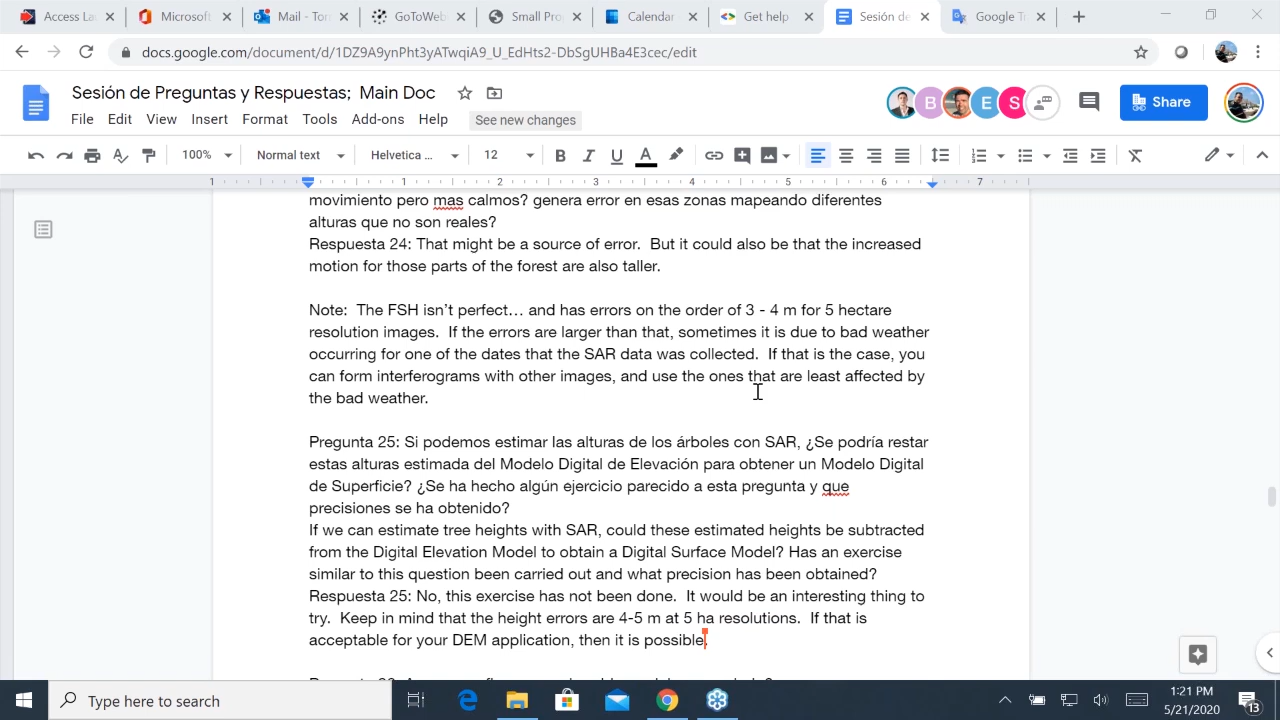 Access La
Microsoft
Mail - Ton
GoToWeb
Small Pro
Calendar
Get help
Sesión de
Google Tr
docs.google.com/document/d/1DZ9A9ynPht3yATwqiA9_U_EdHts2-DbSgUHBa4E3cec/edit
Sesión de Preguntas y Respuestas: Main Doc
B
E
S
Share
File Edit View Insert Format Tools Add-ons Help See new changes
100% Normal text Helvetica ... 12 B I U A
1 1 2 3 4 5 6 7
movimiento pero mas calmos? genera error en esas zonas mapeando diferentes
alturas que no son reales?
Respuesta 24: That might be a source of error. But it could also be that the increased
motion for those parts of the forest are also taller.
Note: The FSH isn't perfect… and has errors on the order of 3 - 4 m for 5 hectare
resolution images. If the errors are larger than that, sometimes it is due to bad weather
occurring for one of the dates that the SAR data was collected. If that is the case, you
can form interferograms with other images, and use the ones that are least affected by
the bad weather.
Pregunta 25: Si podemos estimar las alturas de los árboles con SAR, ¿Se podría restar
estas alturas estimada del Modelo Digital de Elevación para obtener un Modelo Digital
de Superficie? ¿Se ha hecho algún ejercicio parecido a esta pregunta y que
precisiones se ha obtenido?
If we can estimate tree heights with SAR, could these estimated heights be subtracted
from the Digital Elevation Model to obtain a Digital Surface Model? Has an exercise
similar to this question been carried out and what precision has been obtained?
Respuesta 25: No, this exercise has not been done. It would be an interesting thing to
try. Keep in mind that the height errors are 4-5 m at 5 ha resolutions. If that is
acceptable for your DEM application, then it is possible.
Type here to search
1:21 PM
5/21/2020
13